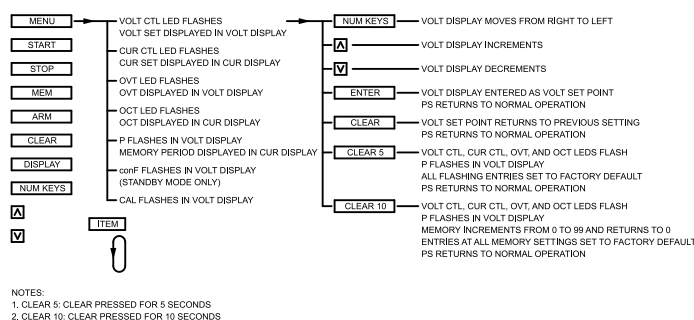 MENU
START
STOP
MEM
ARM
CLEAR
DISPLAY
NUM KEYS
VOLT CTL LED FLASHES
VOLT SET DISPLAYED IN VOLT DISPLAY
CUR CTL LED FLASHES
CUR SET DISPLAYED IN CUR DISPLAY
OVT LED FLASHES
OVT DISPLAYED IN VOLT DISPLAY
OCT LED FLASHES
OCT DISPLAYED IN CUR DISPLAY
P FLASHES IN VOLT DISPLAY
MEMORY PERIOD DISPLAYED IN CUR DISPLAY
conF FLASHES IN VOLT DISPLAY
(STANDBY MODE ONLY)
CAL FLASHES IN VOLT DISPLAY
ITEM
NUM KEYS
VOLT DISPLAY MOVES FROM RIGHT TO LEFT
VOLT DISPLAY INCREMENTS
VOLT DISPLAY DECREMENTS
ENTER
VOLT DISPLAY ENTERED AS VOLT SET POINT
PS RETURNS TO NORMAL OPERATION
CLEAR
VOLT SET POINT RETURNS TO PREVIOUS SETTING
PS RETURNS TO NORMAL OPERATION
CLEAR 5
VOLT CTL, CUR CTL, OVT, AND OCT LEDS FLASH
P FLASHES IN VOLT DISPLAY
ALL FLASHING ENTRIES SET TO FACTORY DEFAULT
PS RETURNS TO NORMAL OPERATION
CLEAR 10
VOLT CTL, CUR CTL, OVT, AND OCT LEDS FLASH
P FLASHES IN VOLT DISPLAY
MEMORY INCREMENTS FROM 0 TO 99 AND RETURNS TO 0
ENTRIES AT ALL MEMORY SETTINGS SET TO FACTORY DEFAULT
PS RETURNS TO NORMAL OPERATION
NOTES:
1. CLEAR 5: CLEAR PRESSED FOR 5 SECONDS
2. CLEAR 10: CLEAR PRESSED FOR 10 SECONDS